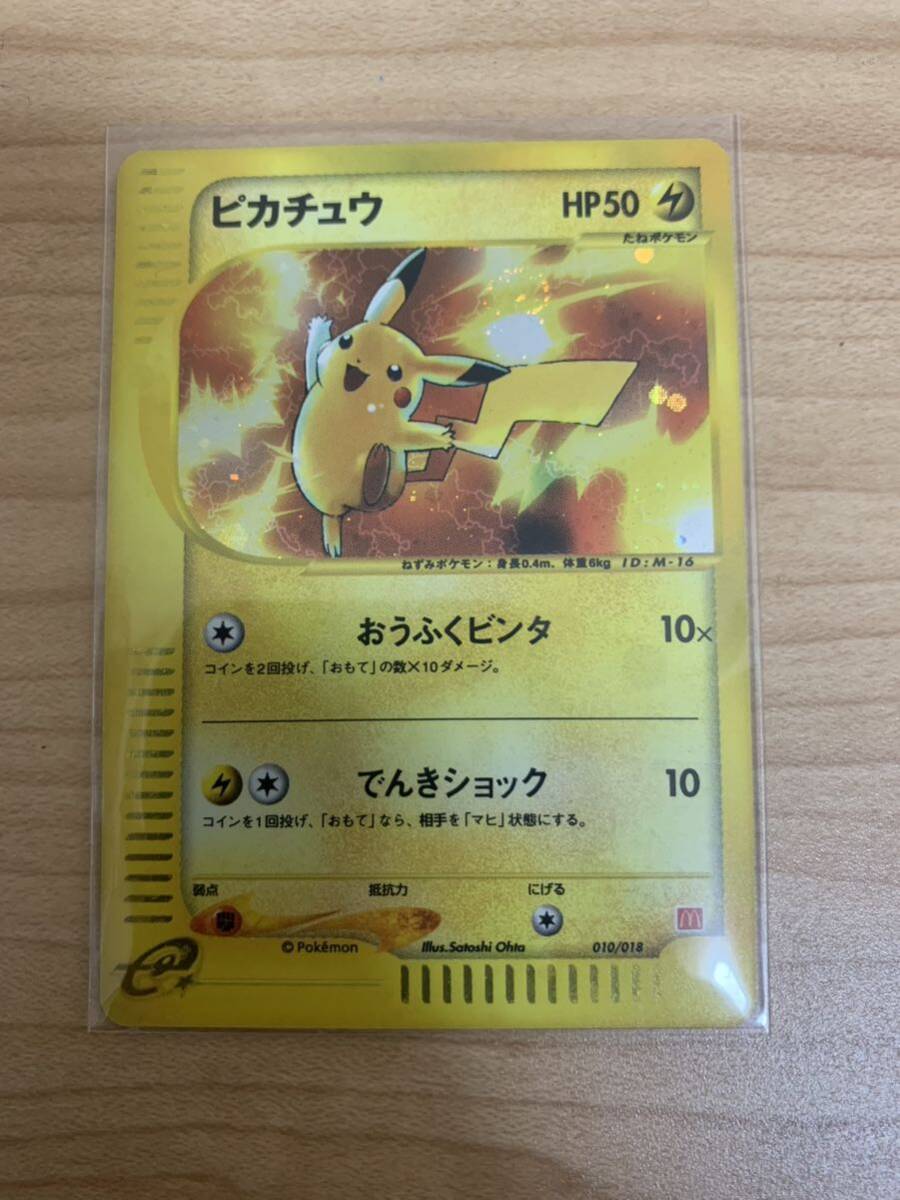 ピカチュウ HP50
たねポケモン
ねずみポケモン：身長0.4m、体重6kg ID:M-16
おうふくビンタ 10×
コインを2回投げ、「おもて」の数×10ダメージ。
でんきショック 10
コインを1回投げ、「おもて」なら、相手を「マヒ」状態にする。
弱点 抵抗力 にげる
©Pokémon Illus.Satoshi Ohta 010/018
e